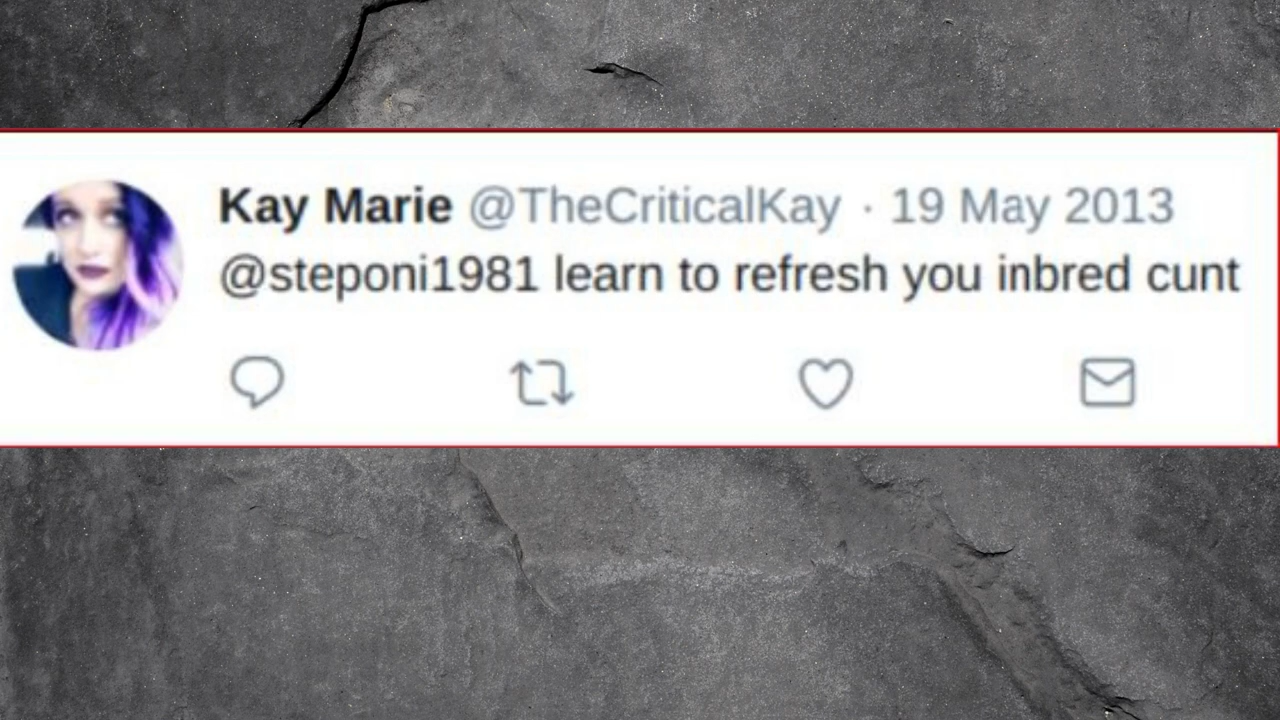 Kay Marie @TheCriticalKay · 19 May 2013
@steponi1981 learn to refresh you inbred cunt